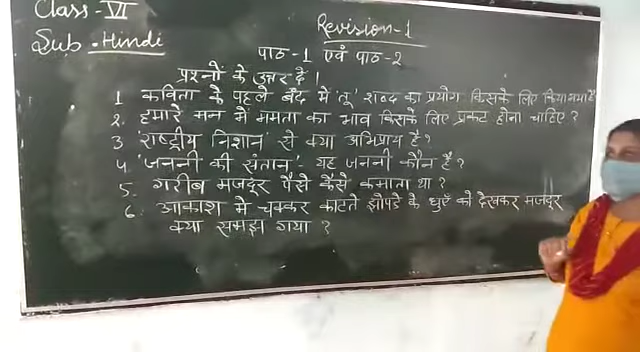 Class - VI
Revision-1
Sub. Hindi
पाठ-1 एवं पाठ-2
प्रश्नों के उत्तर दें।
1 कविता के पहले बंद में 'तू' शब्द का प्रयोग किसके लिए किया गया है
2. हमारे मन में ममता का भाव किसके लिए प्रकट होना चाहिए?
3 'राष्ट्रीय निशान' से क्या अभिप्राय है?
4 'जननी की संतान' - यह जननी कौन है?
5. गरीब मजदूर पैसे कैसे कमाता था?
6. आकाश में चक्कर काटते झोपडे के धुएँ को देखकर मजदूर
क्या समझ गया?